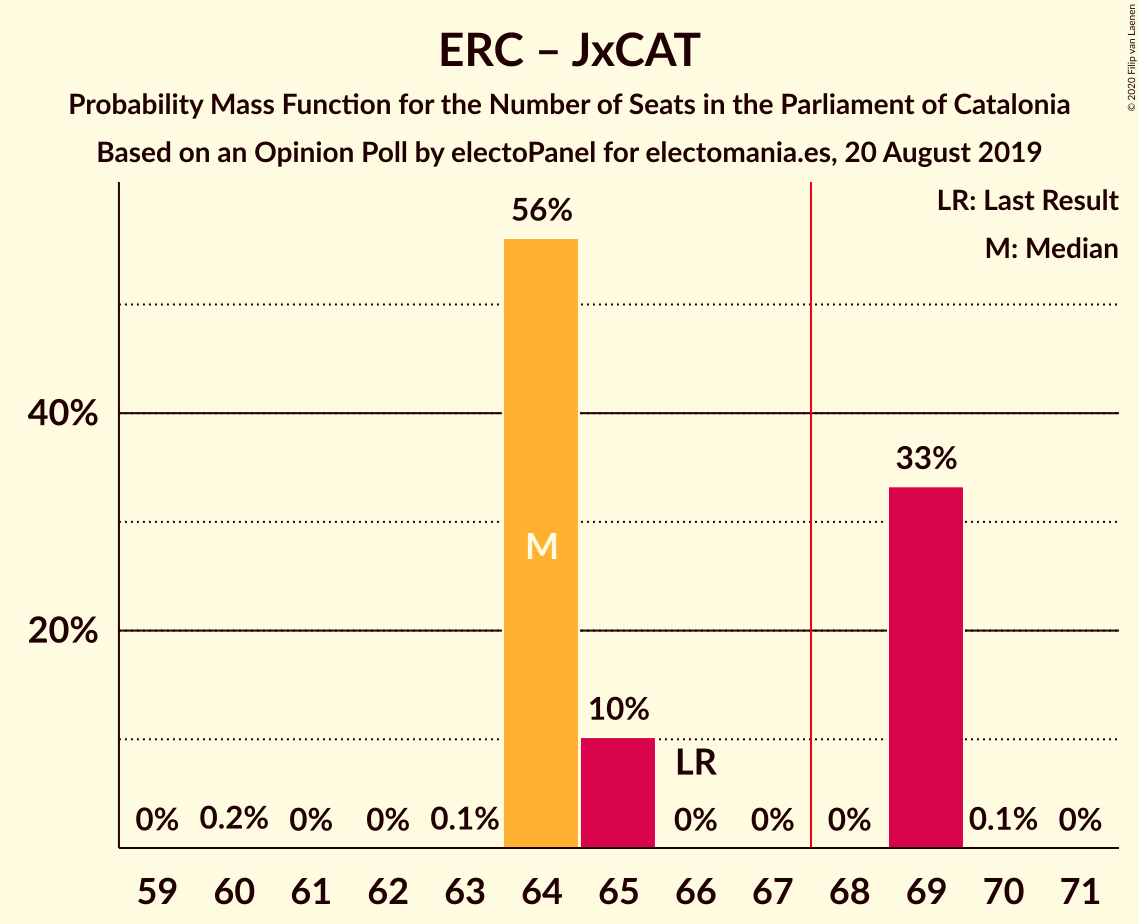 ERC – JxCAT
Probability Mass Function for the Number of Seats in the Parliament of Catalonia
Based on an Opinion Poll by electoPanel for electomania.es, 20 August 2019
© 2020 Filip van Laenen
LR: Last Result
M: Median
56%
40%
33%
M
20%
10%
LR
0% 0.2% 0% 0% 0.1% 0% 0% 0% 0.1% 0%
59 60 61 62 63 64 65 66 67 68 69 70 71